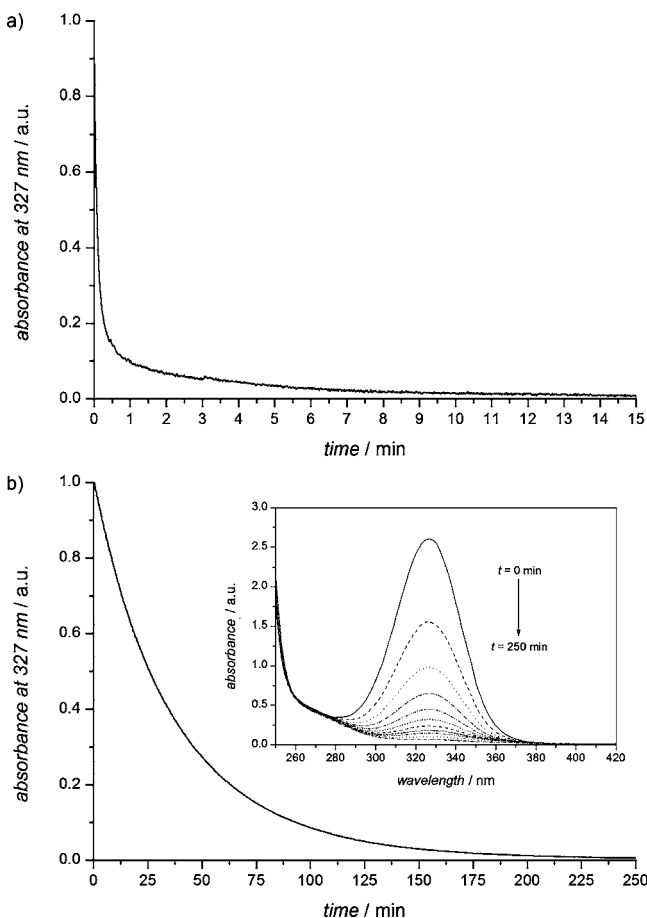 a)
1.0
0.8
0.6
0.4
0.2
0.0
absorbance at 327 nm / a.u.
0 1 2 3 4 5 6 7 8 9 10 11 12 13 14 15
time / min
b)
1.0
0.8
0.6
0.4
0.2
0.0
absorbance at 327 nm / a.u.
3.0
2.5
2.0
1.5
1.0
0.5
0.0
absorbance / a.u.
t = 0 min
t = 250 min
260 280 300 320 340 360 380 400 420
wavelength / nm
0 25 50 75 100 125 150 175 200 225 250
time / min